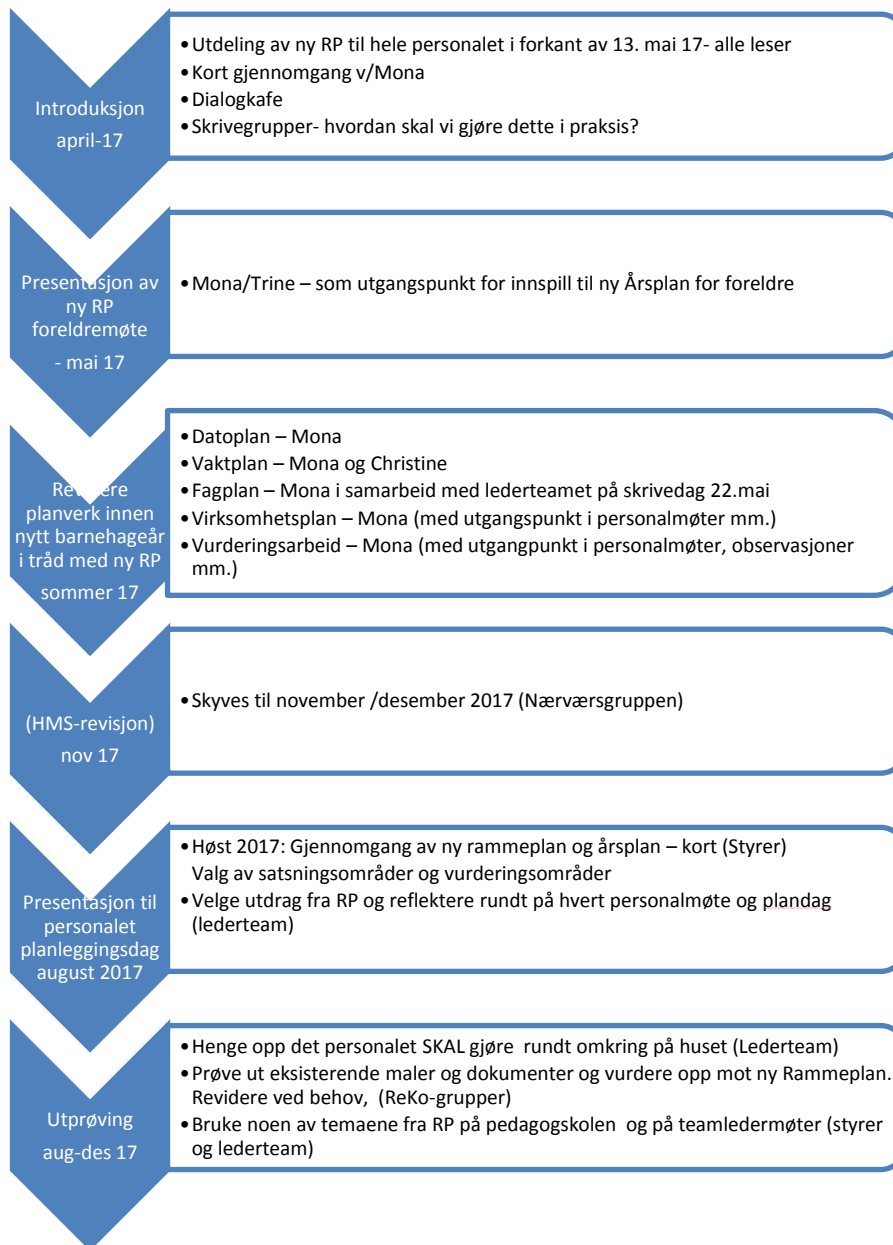 Introduksjon
april-17
•Utdeling av ny RP til hele personalet i forkant av 13. mai 17- alle leser
•Kort gjennomgang v/Mona
•Dialogkafe
•Skrivegrupper- hvordan skal vi gjøre dette i praksis?
Presentasjon av
ny RP
foreldremøte
- mai 17
•Mona/Trine – som utgangspunkt for innspill til ny Årsplan for foreldre
Revidere
planverk innen
nytt barnehageår
i tråd med ny RP
sommer 17
•Datoplan – Mona
•Vaktplan – Mona og Christine
•Fagplan – Mona i samarbeid med lederteamet på skrivedag 22.mai
•Virksomhetsplan – Mona (med utgangspunkt i personalmøter mm.)
•Vurderingsarbeid – Mona (med utgangpunkt i personalmøter, observasjoner
mm.)
(HMS-revisjon)
nov 17
•Skyves til november /desember 2017 (Nærværsgruppen)
Presentasjon til
personalet
planleggingsdag
august 2017
•Høst 2017: Gjennomgang av ny rammeplan og årsplan – kort (Styrer)
Valg av satsningsområder og vurderingsområder
•Velge utdrag fra RP og reflektere rundt på hvert personalmøte og plandag
(lederteam)
Utprøving
aug-des 17
•Henge opp det personalet SKAL gjøre rundt omkring på huset (Lederteam)
•Prøve ut eksisterende maler og dokumenter og vurdere opp mot ny Rammeplan.
Revidere ved behov, (ReKo-grupper)
•Bruke noen av temaene fra RP på pedagogskolen og på teamledermøter (styrer
og lederteam)